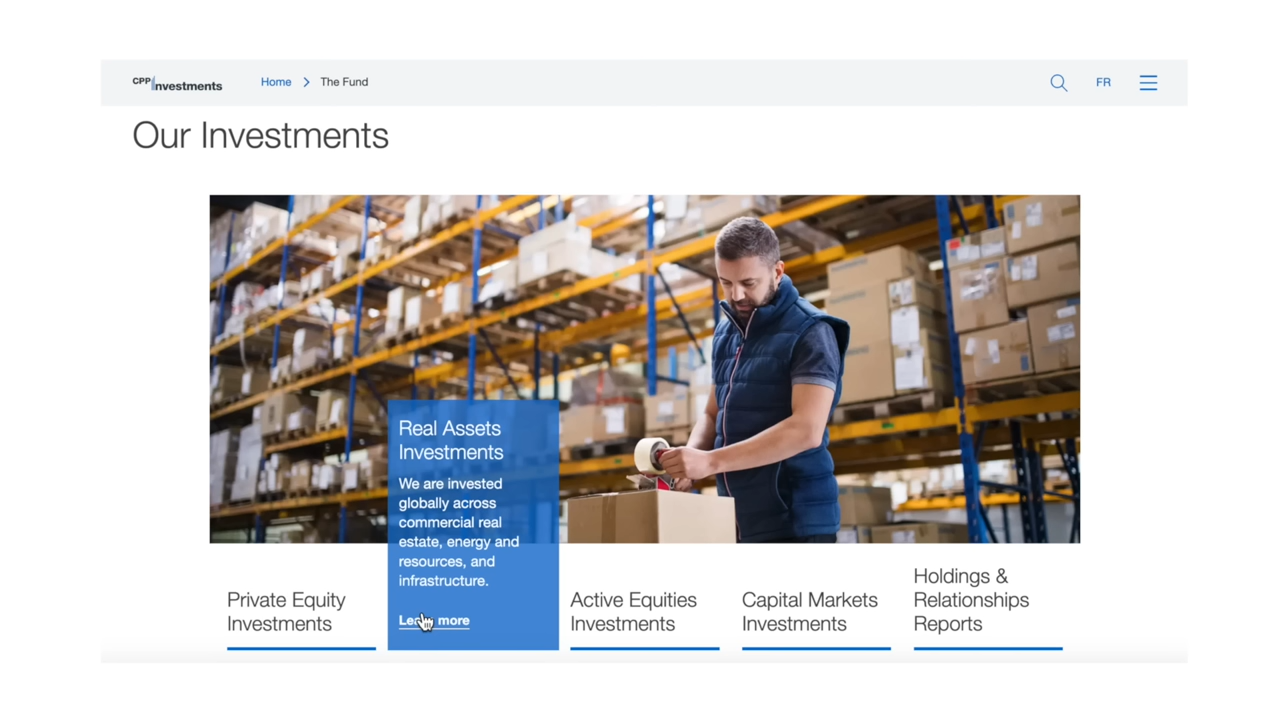 CPP Investments
Home > The Fund
FR
Our Investments
Real Assets
Investments
We are invested
globally across
commercial real
estate, energy and
resources, and
infrastructure.
Learn more
Private Equity
Investments
Active Equities
Investments
Capital Markets
Investments
Holdings &
Relationships
Reports